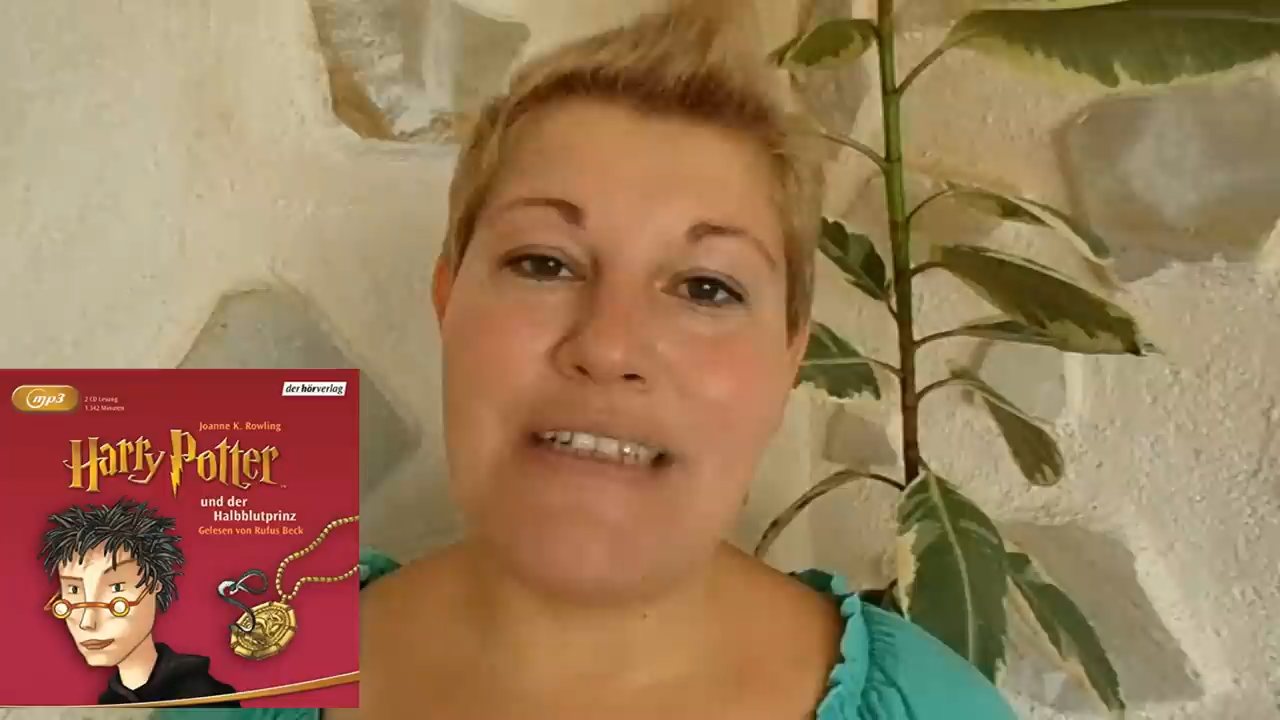 mp3
2 CD Lesung
1.342 Minuten
der hörverlag
Joanne K. Rowling
Harry Potter
und der
Halbblutprinz
Gelesen von Rufus Beck